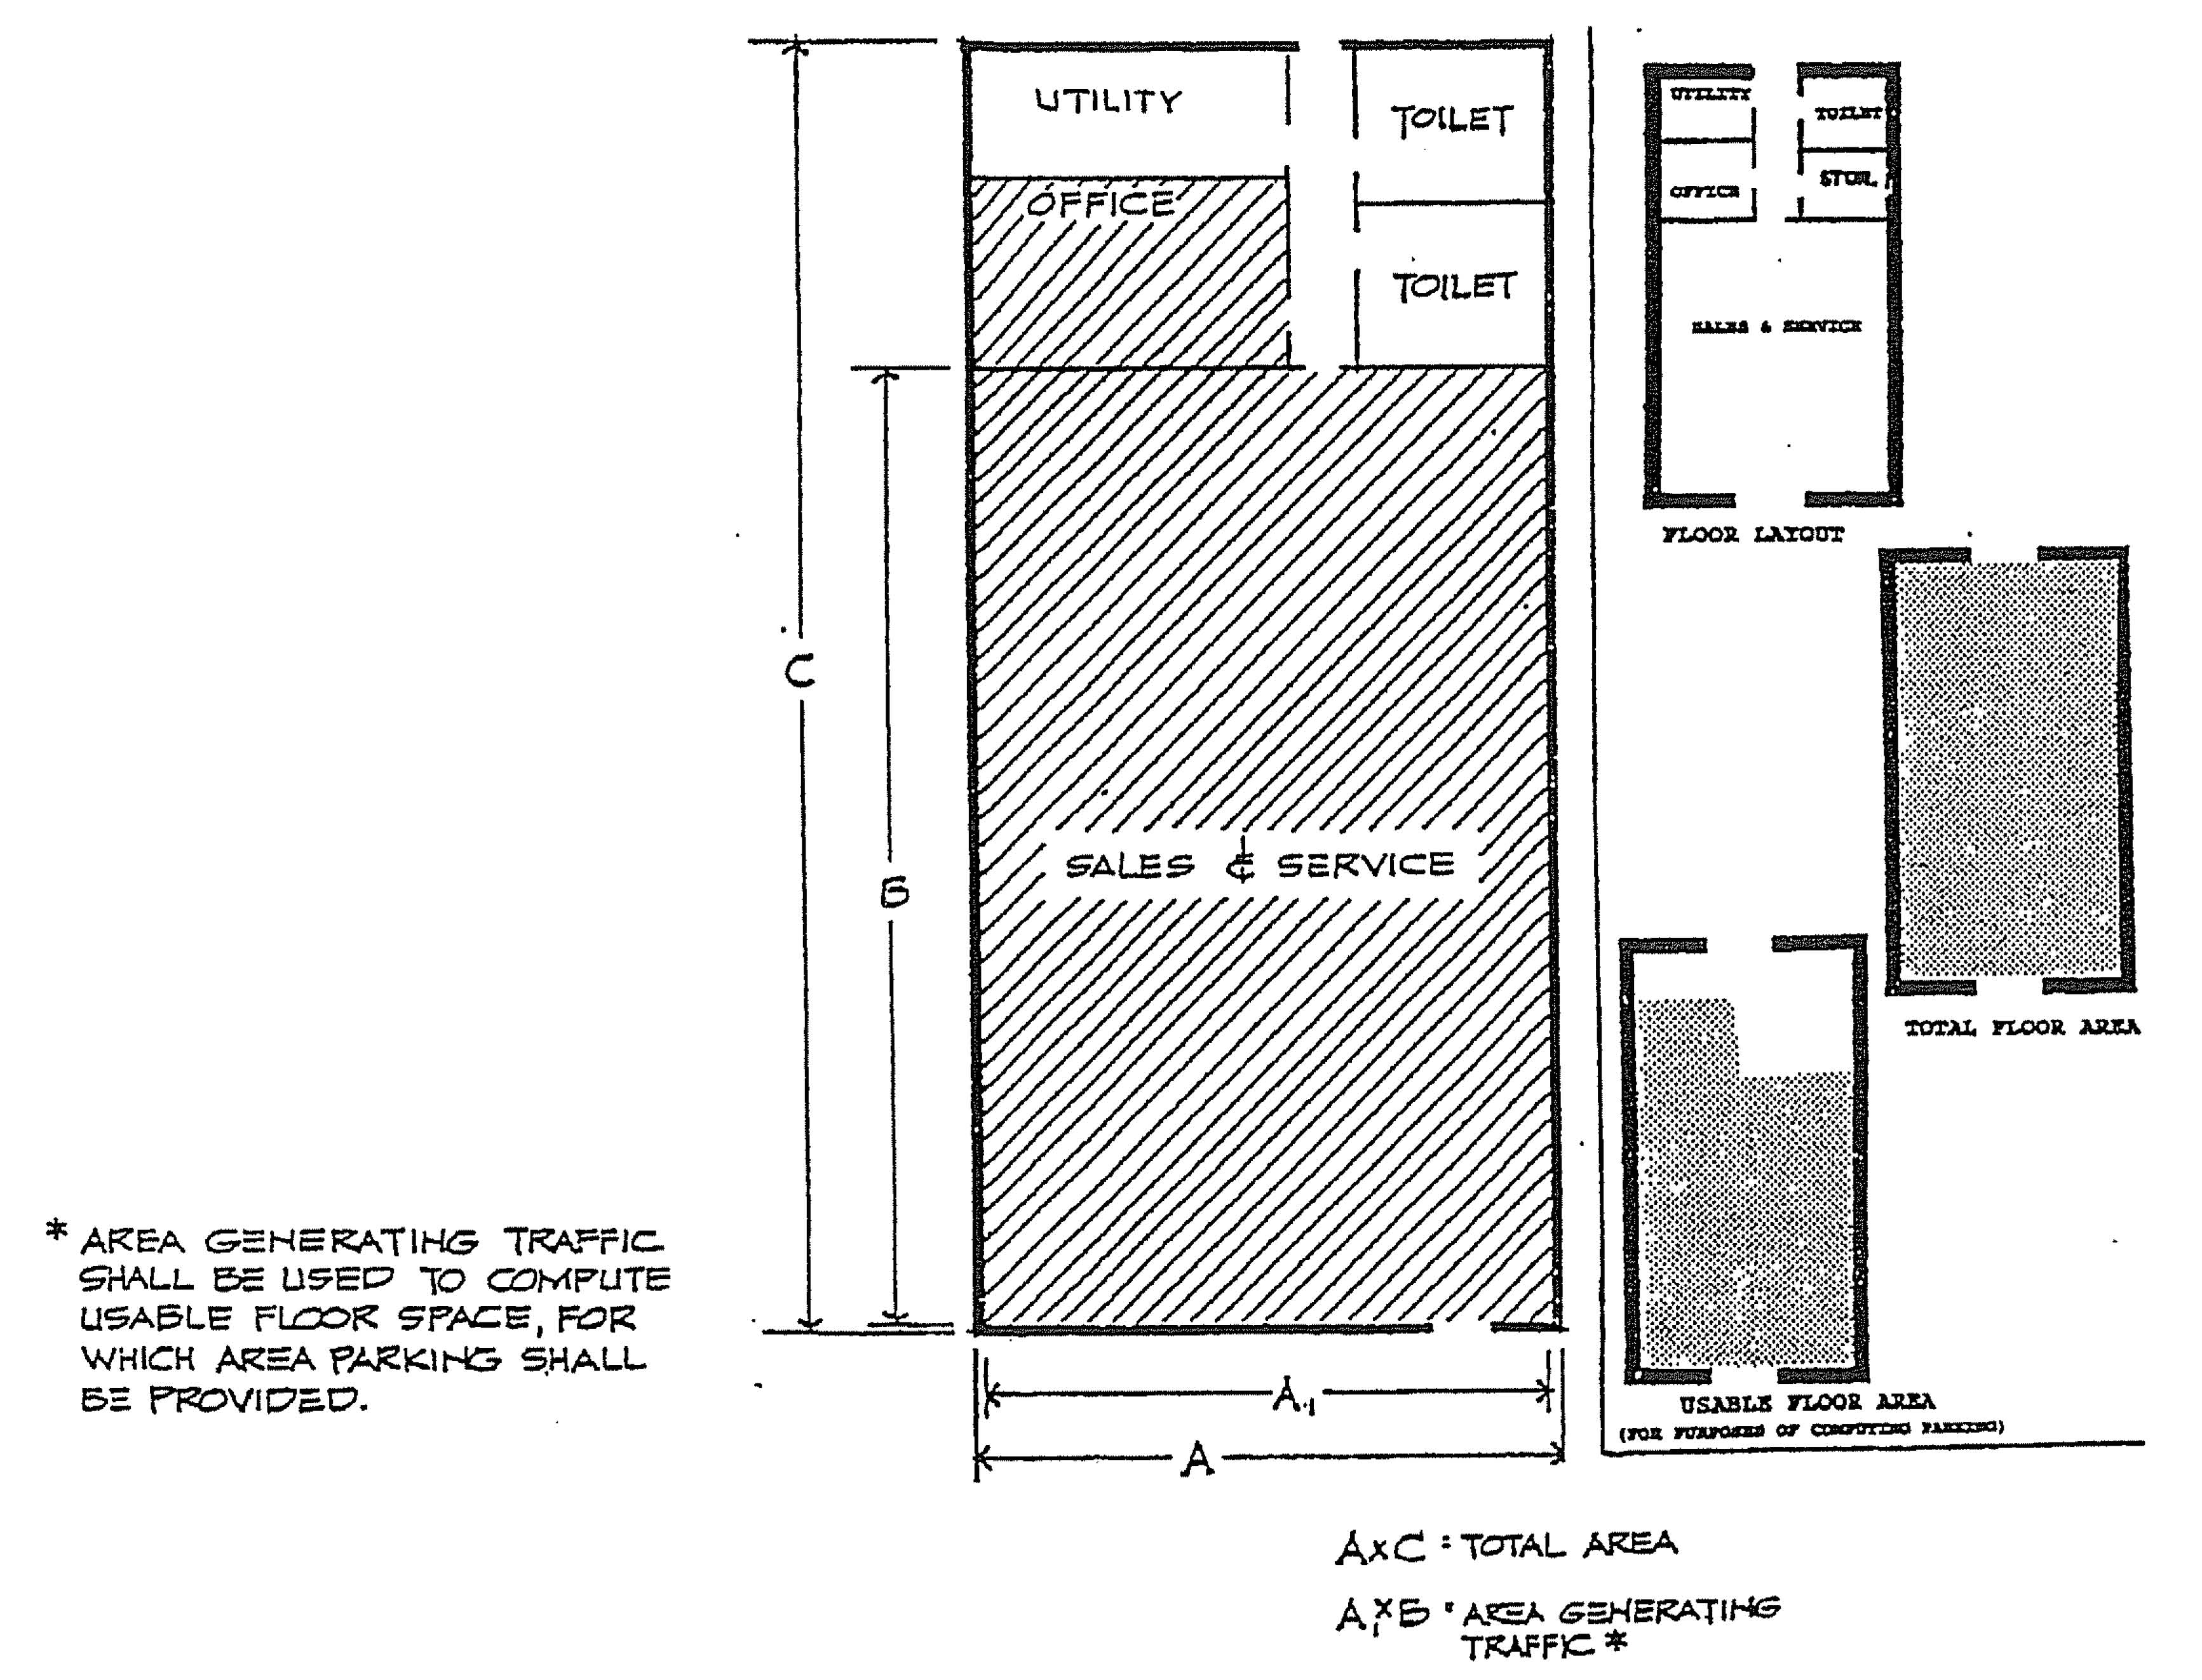 UTILITY
TOILET
OFFICE
TOILET
C
B
SALES & SERVICE
A1
A
* AREA GENERATING TRAFFIC
SHALL BE USED TO COMPUTE
USABLE FLOOR SPACE, FOR
WHICH AREA PARKING SHALL
BE PROVIDED.
A x C = TOTAL AREA
A1 x B = AREA GENERATING
TRAFFIC *
UTILITY
TOILET
OFFICE
STOR.
SALES & SERVICE
FLOOR LAYOUT
TOTAL FLOOR AREA
USABLE FLOOR AREA
(FOR PURPOSES OF COMPUTING PARKING)